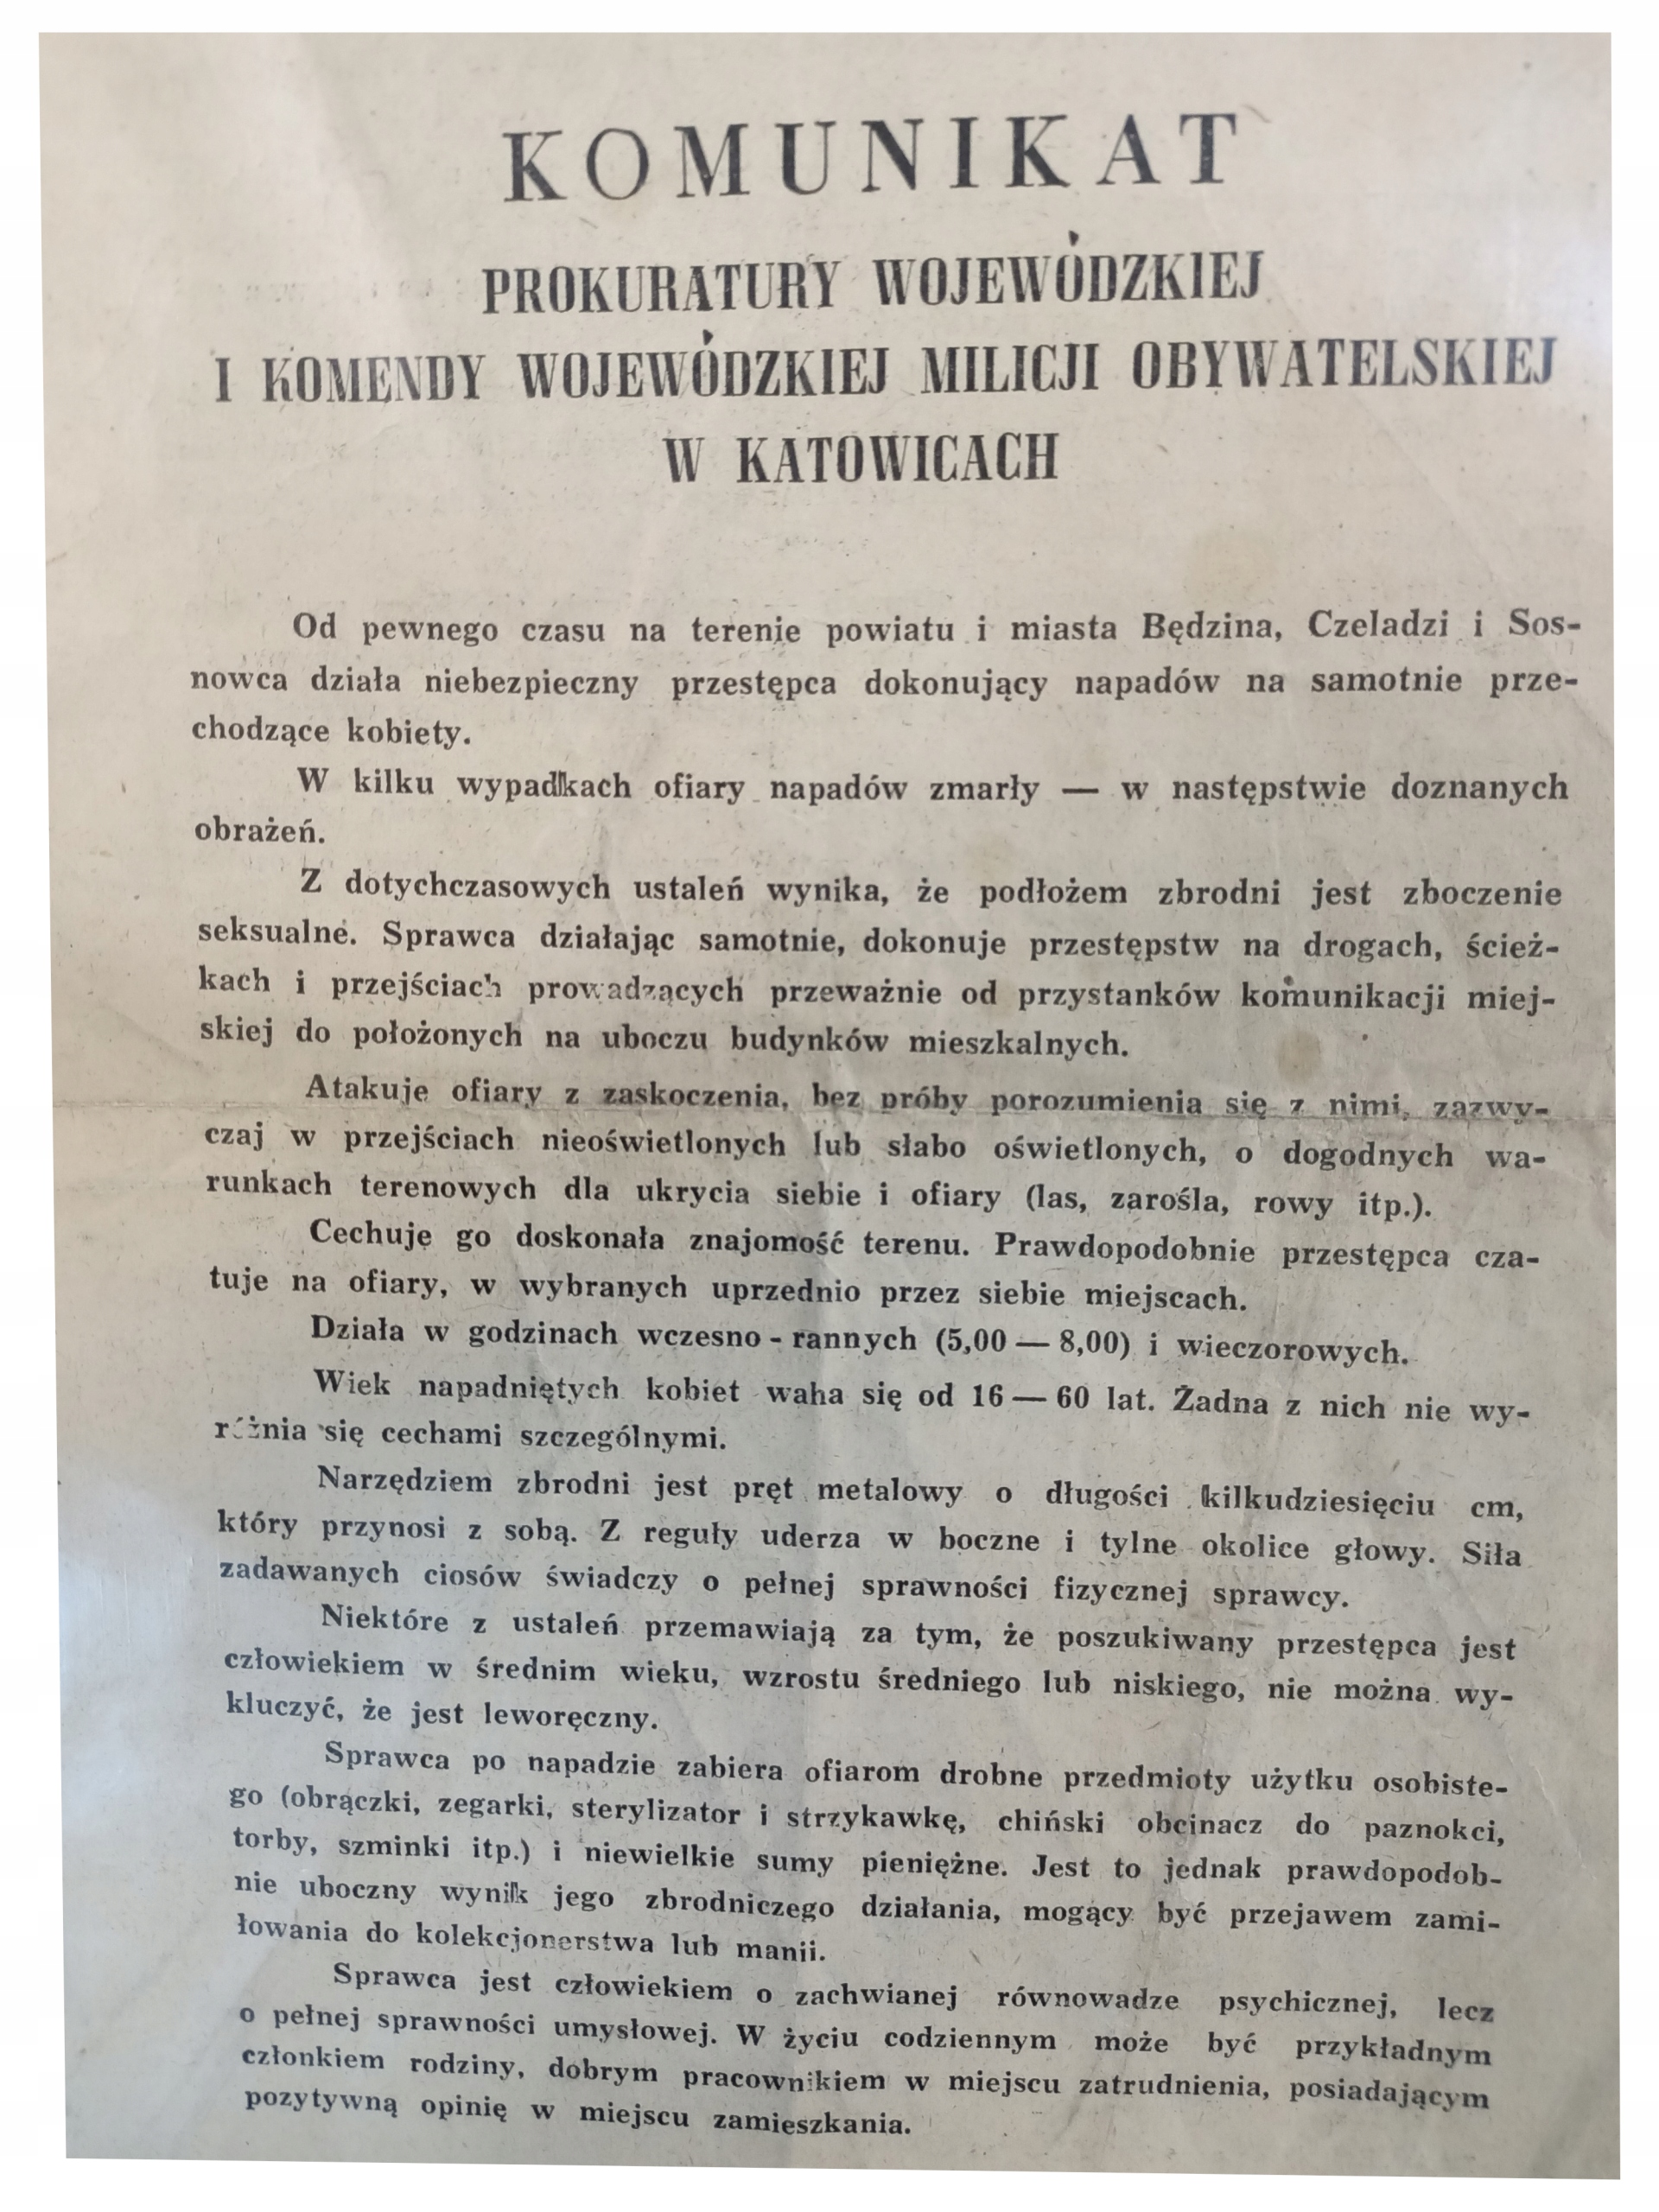 KOMUNIKAT
PROKURATURY WOJEWÓDZKIEJ
I KOMENDY WOJEWÓDZKIEJ MILICJI OBYWATELSKIEJ
W KATOWICACH
Od pewnego czasu na terenie powiatu i miasta Będzina, Czeladzi i Sos-
nowca działa niebezpieczny przestępca dokonujący napadów na samotnie prze-
chodzące kobiety.
W kilku wypadkach ofiary napadów zmarły — w następstwie doznanych
obrażeń.
Z dotychczasowych ustaleń wynika, że podłożem zbrodni jest zboczenie
seksualne. Sprawca działając samotnie, dokonuje przestępstw na drogach, ścież-
kach i przejściach prowadzących przeważnie od przystanków komunikacji miej-
skiej do położonych na uboczu budynków mieszkalnych.
Atakuje ofiary z zaskoczenia, bez próby porozumienia się z nimi, zazwy-
czaj w przejściach nieoświetlonych lub słabo oświetlonych, o dogodnych wa-
runkach terenowych dla ukrycia siebie i ofiary (las, zarośla, rowy itp.).
Cechuje go doskonała znajomość terenu. Prawdopodobnie przestępca cza-
tuje na ofiary, w wybranych uprzednio przez siebie miejscach.
Działa w godzinach wczesno - rannych (5,00 — 8,00) i wieczorowych.
Wiek napadniętych kobiet waha się od 16 — 60 lat. Żadna z nich nie wy-
różnia się cechami szczególnymi.
Narzędziem zbrodni jest pręt metalowy o długości kilkudziesięciu cm,
który przynosi z sobą. Z reguły uderza w boczne i tylne okolice głowy. Siła
zadawanych ciosów świadczy o pełnej sprawności fizycznej sprawcy.
Niektóre z ustaleń przemawiają za tym, że poszukiwany przestępca jest
człowiekiem w średnim wieku, wzrostu średniego lub niskiego, nie można wy-
kluczyć, że jest leworęczny.
Sprawca po napadzie zabiera ofiarom drobne przedmioty użytku osobiste-
go (obrączki, zegarki, sterylizator i strzykawkę, chiński obcinacz do paznokci,
torby, szminki itp.) i niewielkie sumy pieniężne. Jest to jednak prawdopodob-
nie uboczny wynik jego zbrodniczego działania, mogący być przejawem zami-
łowania do kolekcjonerstwa lub manii.
Sprawca jest człowiekiem o zachwianej równowadze psychicznej, lecz
o pełnej sprawności umysłowej. W życiu codziennym może być przykładnym
członkiem rodziny, dobrym pracownikiem w miejscu zatrudnienia, posiadającym
pozytywną opinię w miejscu zamieszkania.